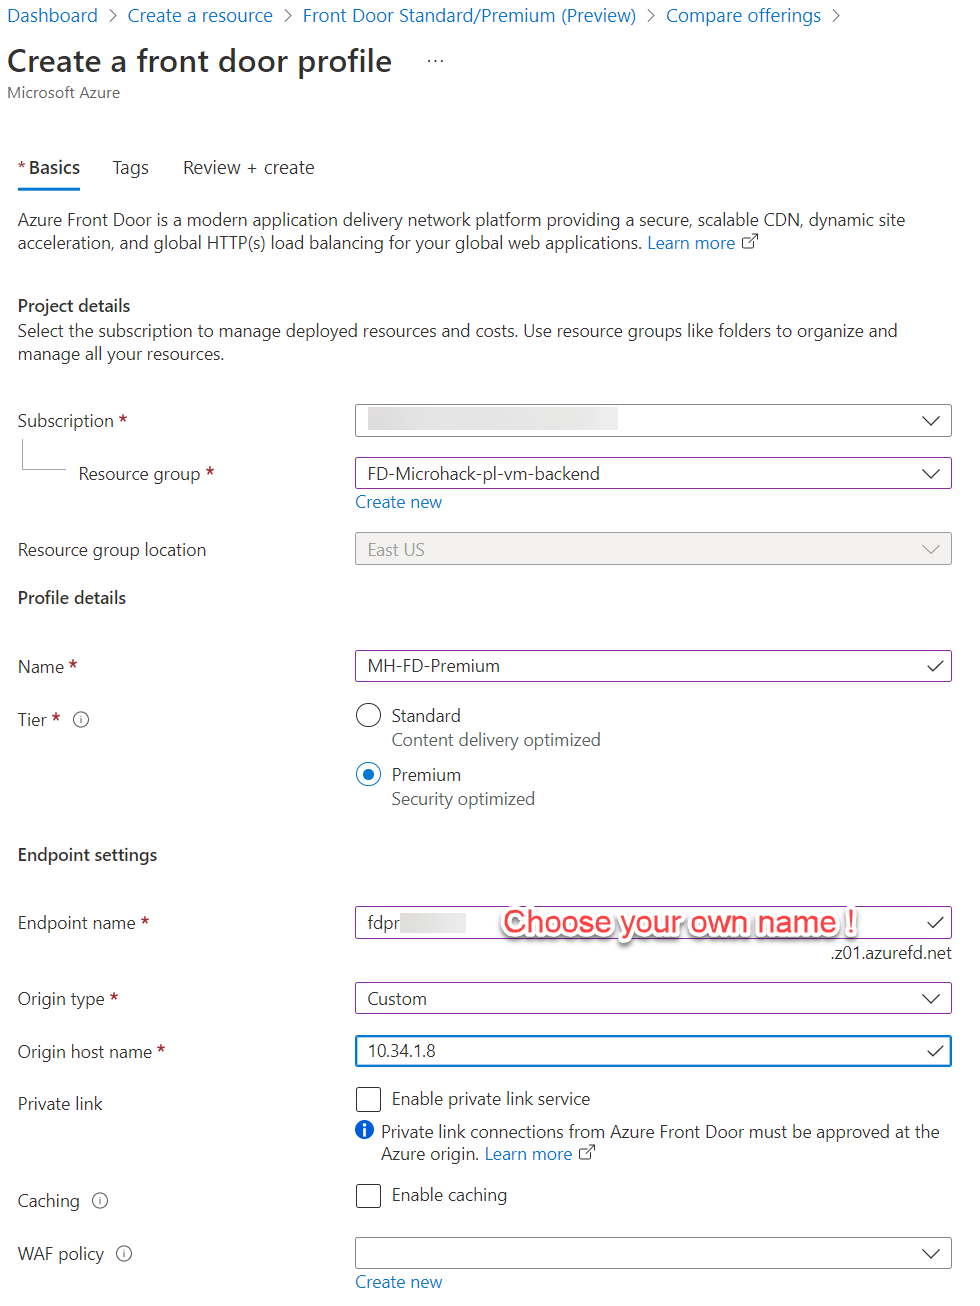 Dashboard > Create a resource > Front Door Standard/Premium (Preview) > Compare offerings >
Create a front door profile ...
Microsoft Azure
* Basics Tags Review + create
Azure Front Door is a modern application delivery network platform providing a secure, scalable CDN, dynamic site
acceleration, and global HTTP(s) load balancing for your global web applications. Learn more
Project details
Select the subscription to manage deployed resources and costs. Use resource groups like folders to organize and
manage all your resources.
Subscription *
Resource group * FD-Microhack-pl-vm-backend
Create new
Resource group location East US
Profile details
Name * MH-FD-Premium
Tier * Standard
Content delivery optimized
Premium
Security optimized
Endpoint settings
Endpoint name * fdpr Choose your own name !
.z01.azurefd.net
Origin type * Custom
Origin host name * 10.34.1.8
Private link Enable private link service
Private link connections from Azure Front Door must be approved at the
Azure origin. Learn more
Caching Enable caching
WAF policy
Create new